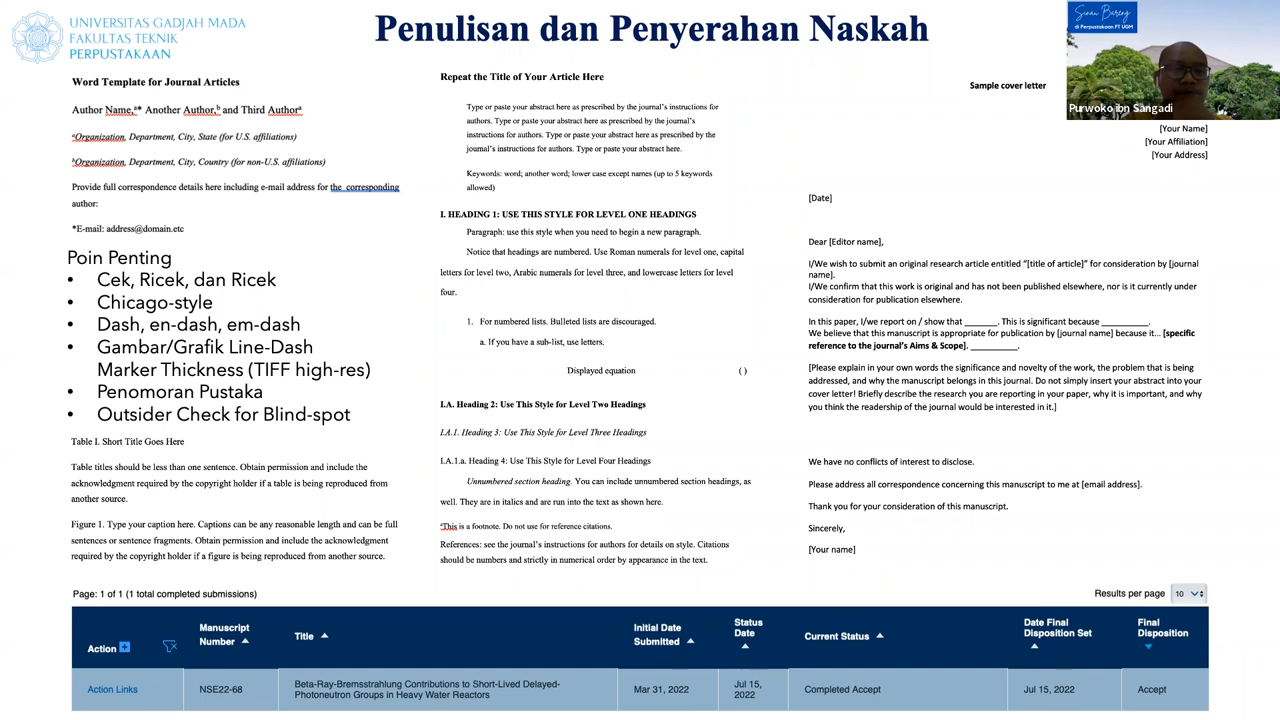 UNIVERSITAS GADJAH MADA
FAKULTAS TEKNIK
PERPUSTAKAAN
Penulisan dan Penyerahan Naskah
Sinau Bareng
di Perpustakaan FT UGM
Purwoko ibn Sangadi
Word Template for Journal Articles
Author Name,a* Another Author,b and Third Authora
aOrganization, Department, City, State (for U.S. affiliations)
bOrganization, Department, City, Country (for non-U.S. affiliations)
Provide full correspondence details here including e-mail address for the corresponding
author:
*E-mail: address@domain.etc
Poin Penting
• Cek, Ricek, dan Ricek
• Chicago-style
• Dash, en-dash, em-dash
• Gambar/Grafik Line-Dash
Marker Thickness (TIFF high-res)
• Penomoran Pustaka
• Outsider Check for Blind-spot
Table I. Short Title Goes Here
Table titles should be less than one sentence. Obtain permission and include the
acknowledgment required by the copyright holder if a table is being reproduced from
another source.
Figure 1. Type your caption here. Captions can be any reasonable length and can be full
sentences or sentence fragments. Obtain permission and include the acknowledgment
required by the copyright holder if a figure is being reproduced from another source.
Repeat the Title of Your Article Here
Type or paste your abstract here as prescribed by the journal's instructions for
authors. Type or paste your abstract here as prescribed by the journal's
instructions for authors. Type or paste your abstract here as prescribed by the
journal's instructions for authors. Type or paste your abstract here.
Keywords: word; another word; lower case except names (up to 5 keywords
allowed)
I. HEADING 1: USE THIS STYLE FOR LEVEL ONE HEADINGS
Paragraph: use this style when you need to begin a new paragraph.
Notice that headings are numbered. Use Roman numerals for level one, capital
letters for level two, Arabic numerals for level three, and lowercase letters for level
four.
1. For numbered lists. Bulleted lists are discouraged.
a. If you have a sub-list, use letters.
Displayed equation ( )
I.A. Heading 2: Use This Style for Level Two Headings
I.A.1. Heading 3: Use This Style for Level Three Headings
I.A.1.a. Heading 4: Use This Style for Level Four Headings
Unnumbered section heading. You can include unnumbered section headings, as
well. They are in italics and are run into the text as shown here.
aThis is a footnote. Do not use for reference citations.
References: see the journal's instructions for authors for details on style. Citations
should be numbers and strictly in numerical order by appearance in the text.
Sample cover letter
[Your Name]
[Your Affiliation]
[Your Address]
[Date]
Dear [Editor name],
I/We wish to submit an original research article entitled "[title of article]" for consideration by [journal
name].
I/We confirm that this work is original and has not been published elsewhere, nor is it currently under
consideration for publication elsewhere.
In this paper, I/we report on / show that _______. This is significant because __________.
We believe that this manuscript is appropriate for publication by [journal name] because it... [specific
reference to the journal's Aims & Scope]. __________.
[Please explain in your own words the significance and novelty of the work, the problem that is being
addressed, and why the manuscript belongs in this journal. Do not simply insert your abstract into your
cover letter! Briefly describe the research you are reporting in your paper, why it is important, and why
you think the readership of the journal would be interested in it.]
We have no conflicts of interest to disclose.
Please address all correspondence concerning this manuscript to me at [email address].
Thank you for your consideration of this manuscript.
Sincerely,
[Your name]
Page: 1 of 1 (1 total completed submissions)
Results per page 10
Action
Manuscript
Number
Title
Initial Date
Submitted
Status
Date
Current Status
Date Final
Disposition Set
Final
Disposition
Action Links
NSE22-68
Beta-Ray-Bremsstrahlung Contributions to Short-Lived Delayed-
Photoneutron Groups in Heavy Water Reactors
Mar 31, 2022
Jul 15,
2022
Completed Accept
Jul 15, 2022
Accept